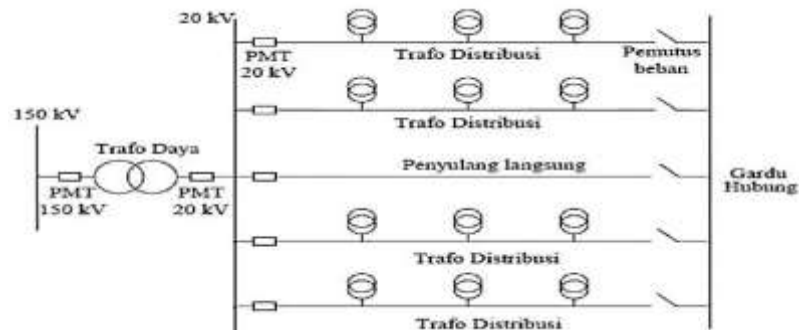 20 kV
PMT
20 kV
Trafo Distribusi
Pemutus
beban
150 kV
Trafo Distribusi
Trafo Daya
PMT
150 kV
PMT
20 kV
Penyulang langsung
Gardu
Hubung
Trafo Distribusi
Trafo Distribusi